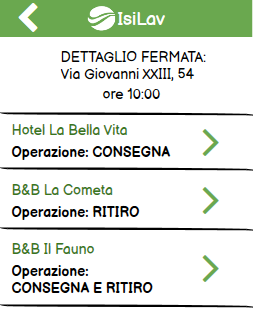 IsiLav
DETTAGLIO FERMATA:
Via Giovanni XXIII, 54
ore 10:00
Hotel La Bella Vita
Operazione: CONSEGNA
B&B La Cometa
Operazione: RITIRO
B&B Il Fauno
Operazione:
CONSEGNA E RITIRO